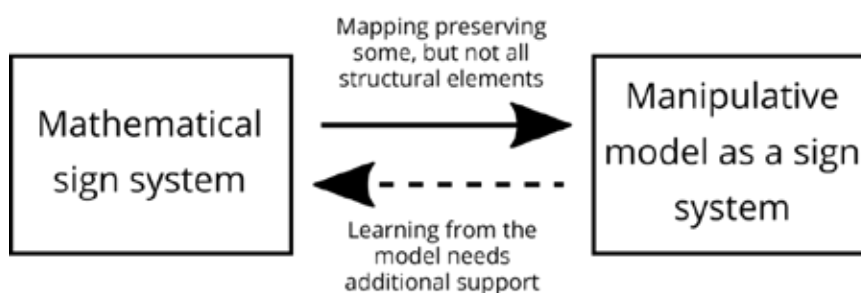 Mathematical
sign system
Mapping preserving
some, but not all
structural elements
Learning from the
model needs
additional support
Manipulative
model as a sign
system